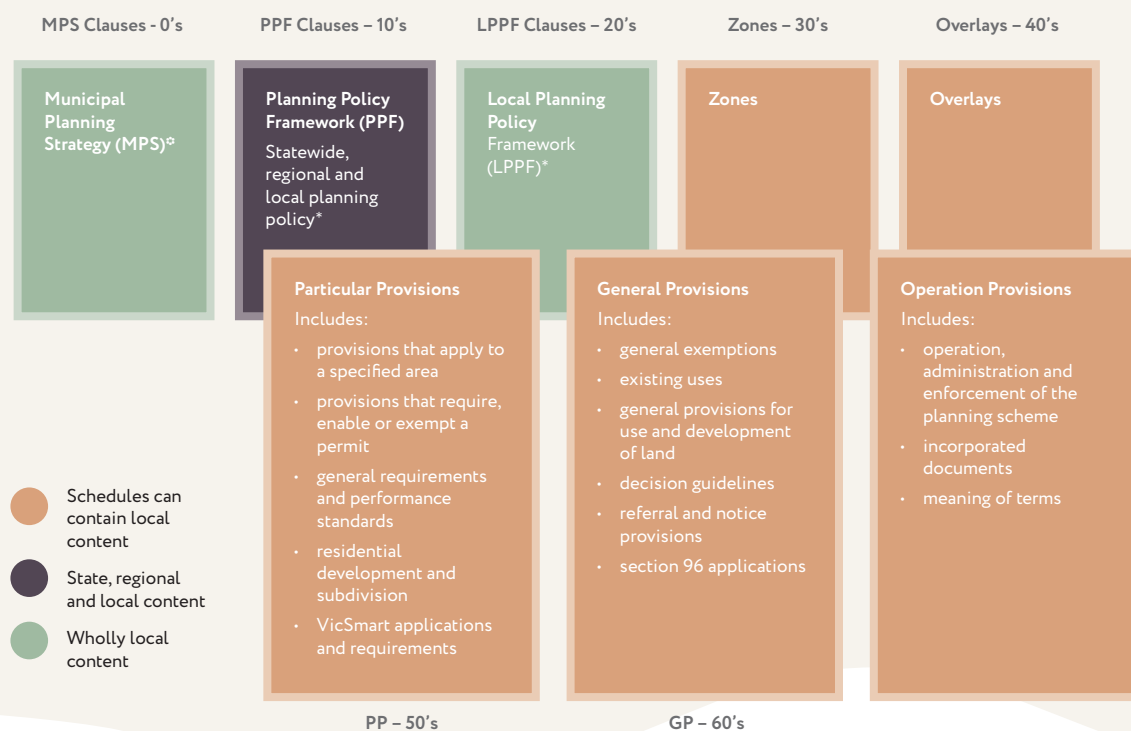 MPS Clauses - 0's
PPF Clauses – 10's
LPPF Clauses – 20's
Zones – 30's
Overlays – 40's
Municipal
Planning
Strategy (MPS)✡
Planning Policy
Framework (PPF)
Statewide,
regional and
local planning
policy*
Local Planning
Policy
Framework
(LPPF)*
Zones
Overlays
Particular Provisions
Includes:
• provisions that apply to
a specified area
• provisions that require,
enable or exempt a
permit
• general requirements
and performance
standards
• residential
development and
subdivision
• VicSmart applications
and requirements
General Provisions
Includes:
• general exemptions
• existing uses
• general provisions for
use and development
of land
• decision guidelines
• referral and notice
provisions
• section 96 applications
Operation Provisions
Includes:
• operation,
administration and
enforcement of the
planning scheme
• incorporated
documents
• meaning of terms
Schedules can
contain local
content
State, regional
and local content
Wholly local
content
PP – 50's
GP – 60's